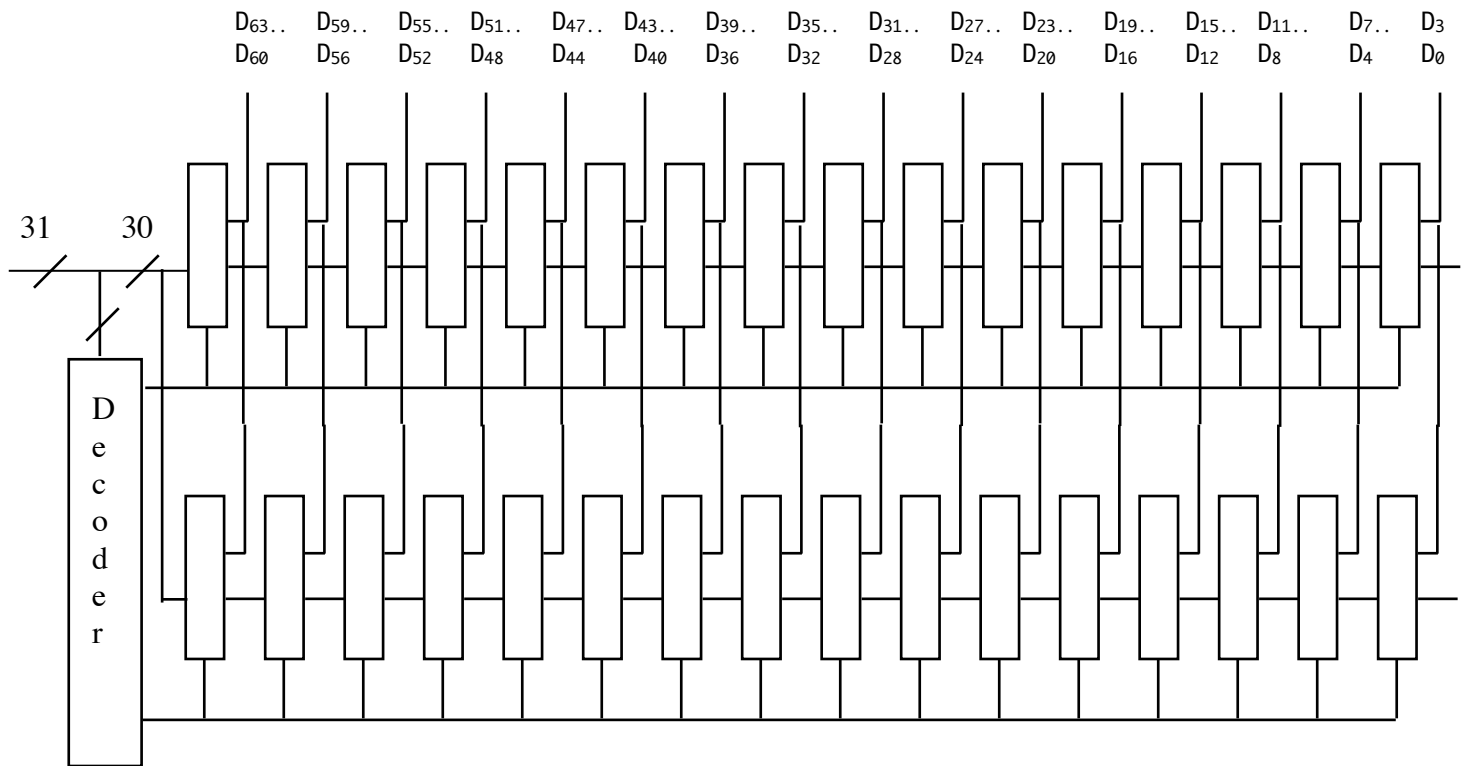 D₆₃.. D₅₉.. D₅₅.. D₅₁.. D₄₇.. D₄₃.. D₃₉.. D₃₅.. D₃₁.. D₂₇.. D₂₃.. D₁₉.. D₁₅.. D₁₁.. D₇.. D₃
D₆₀ D₅₆ D₅₂ D₄₈ D₄₄ D₄₀ D₃₆ D₃₂ D₂₈ D₂₄ D₂₀ D₁₆ D₁₂ D₈ D₄ D₀
31 30
D
e
c
o
d
e
r